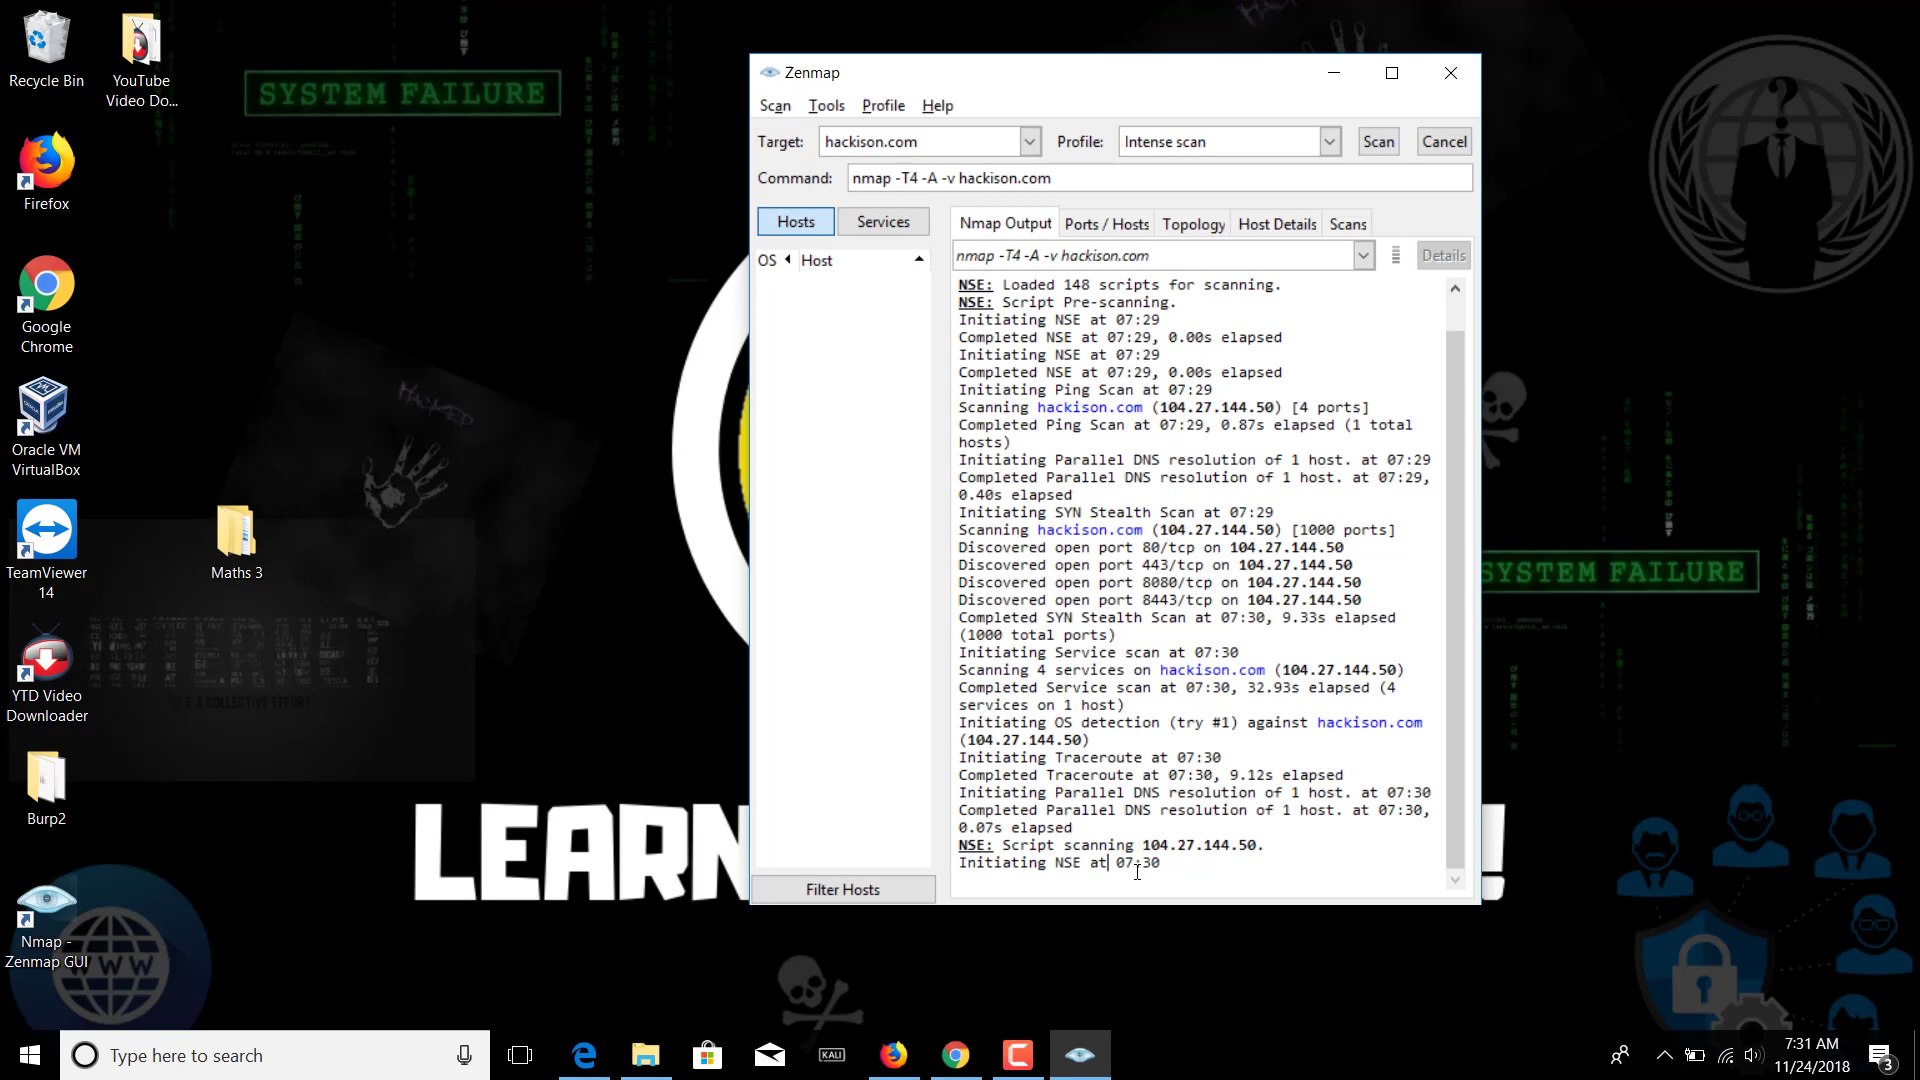 Recycle Bin
YouTube
Video Do...
Firefox
Google
Chrome
Oracle VM
VirtualBox
TeamViewer
14
Maths 3
YTD Video
Downloader
Burp2
Nmap -
Zenmap GUI
SYSTEM FAILURE
HACKED
WWW
LEARN
!
SYSTEM FAILURE
Zenmap
Scan Tools Profile Help
Target: hackison.com Profile: Intense scan Scan Cancel
Command: nmap -T4 -A -v hackison.com
Hosts Services
OS Host
Filter Hosts
Nmap Output Ports / Hosts Topology Host Details Scans
nmap -T4 -A -v hackison.com Details
NSE: Loaded 148 scripts for scanning.
NSE: Script Pre-scanning.
Initiating NSE at 07:29
Completed NSE at 07:29, 0.00s elapsed
Initiating NSE at 07:29
Completed NSE at 07:29, 0.00s elapsed
Initiating Ping Scan at 07:29
Scanning hackison.com (104.27.144.50) [4 ports]
Completed Ping Scan at 07:29, 0.87s elapsed (1 total
hosts)
Initiating Parallel DNS resolution of 1 host. at 07:29
Completed Parallel DNS resolution of 1 host. at 07:29,
0.40s elapsed
Initiating SYN Stealth Scan at 07:29
Scanning hackison.com (104.27.144.50) [1000 ports]
Discovered open port 80/tcp on 104.27.144.50
Discovered open port 443/tcp on 104.27.144.50
Discovered open port 8080/tcp on 104.27.144.50
Discovered open port 8443/tcp on 104.27.144.50
Completed SYN Stealth Scan at 07:30, 9.33s elapsed
(1000 total ports)
Initiating Service scan at 07:30
Scanning 4 services on hackison.com (104.27.144.50)
Completed Service scan at 07:30, 32.93s elapsed (4
services on 1 host)
Initiating OS detection (try #1) against hackison.com
(104.27.144.50)
Initiating Traceroute at 07:30
Completed Traceroute at 07:30, 9.12s elapsed
Initiating Parallel DNS resolution of 1 host. at 07:30
Completed Parallel DNS resolution of 1 host. at 07:30,
0.07s elapsed
NSE: Script scanning 104.27.144.50.
Initiating NSE at 07:30
Type here to search
KALI
7:31 AM
11/24/2018
3